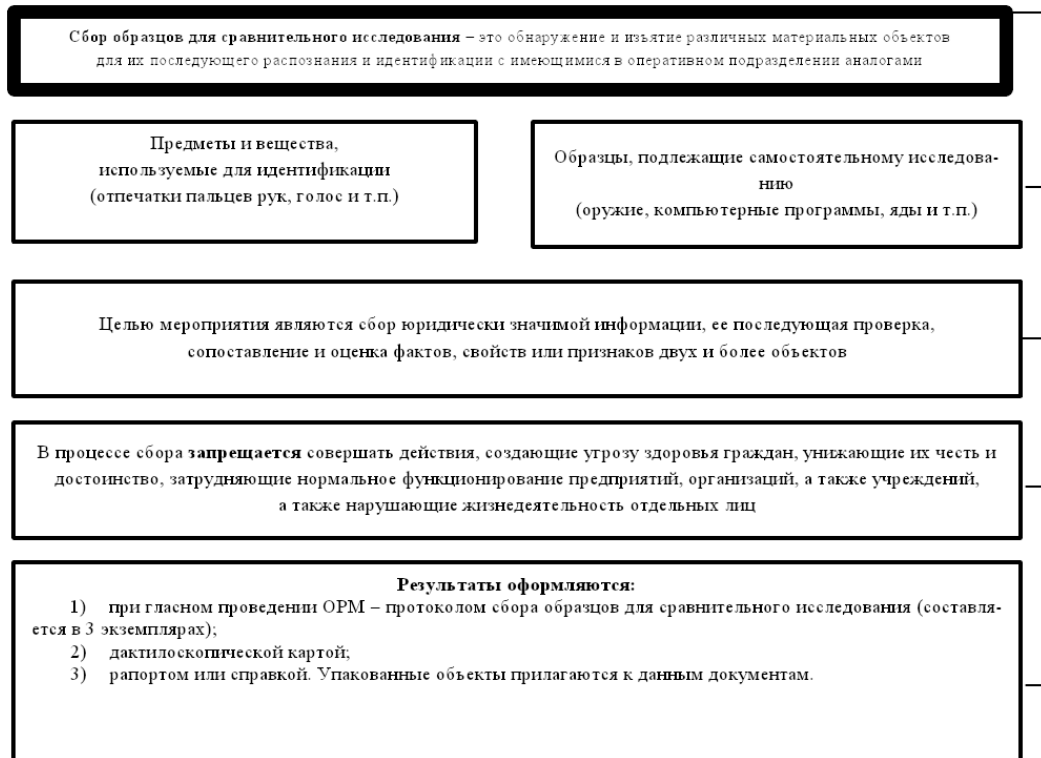 Сбор образцов для сравнительного исследования – это обнаружение и изъятие различных материальных объектов
для их последующего распознания и идентификации с имеющимися в оперативном подразделении аналогами
Предметы и вещества,
используемые для идентификации
(отпечатки пальцев рук, голос и т.п.)
Образцы, подлежащие самостоятельному исследова-
нию
(оружие, компьютерные программы, яды и т.п.)
Целью мероприятия являются сбор юридически значимой информации, ее последующая проверка,
сопоставление и оценка фактов, свойств или признаков двух и более объектов
В процессе сбора запрещается совершать действия, создающие угрозу здоровья граждан, унижающие их честь и
достоинство, затрудняющие нормальное функционирование предприятий, организаций, а также учреждений,
а также нарушающие жизнедеятельность отдельных лиц
Результаты оформляются:
1) при гласном проведении ОРМ – протоколом сбора образцов для сравнительного исследования (составля-
ется в 3 экземплярах);
2) дактилоскопической картой;
3) рапортом или справкой. Упакованные объекты прилагаются к данным документам.